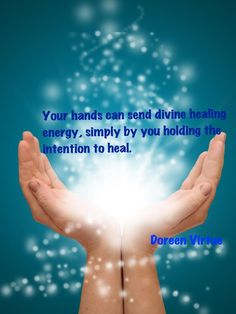 Your hands can send divine healing
energy, simply by you holding the
intention to heal.
Doreen Virtue